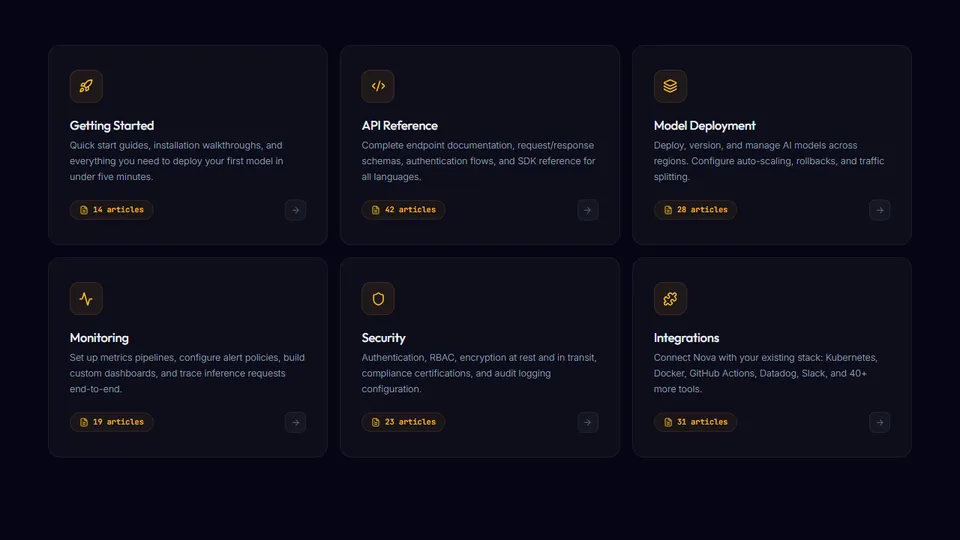 Getting Started
Quick start guides, installation walkthroughs, and
everything you need to deploy your first model in
under five minutes.
14 articles
API Reference
Complete endpoint documentation, request/response
schemas, authentication flows, and SDK reference for
all languages.
42 articles
Model Deployment
Deploy, version, and manage AI models across
regions. Configure auto-scaling, rollbacks, and traffic
splitting.
28 articles
Monitoring
Set up metrics pipelines, configure alert policies, build
custom dashboards, and trace inference requests
end-to-end.
19 articles
Security
Authentication, RBAC, encryption at rest and in transit,
compliance certifications, and audit logging
configuration.
23 articles
Integrations
Connect Nova with your existing stack: Kubernetes,
Docker, GitHub Actions, Datadog, Slack, and 40+
more tools.
31 articles